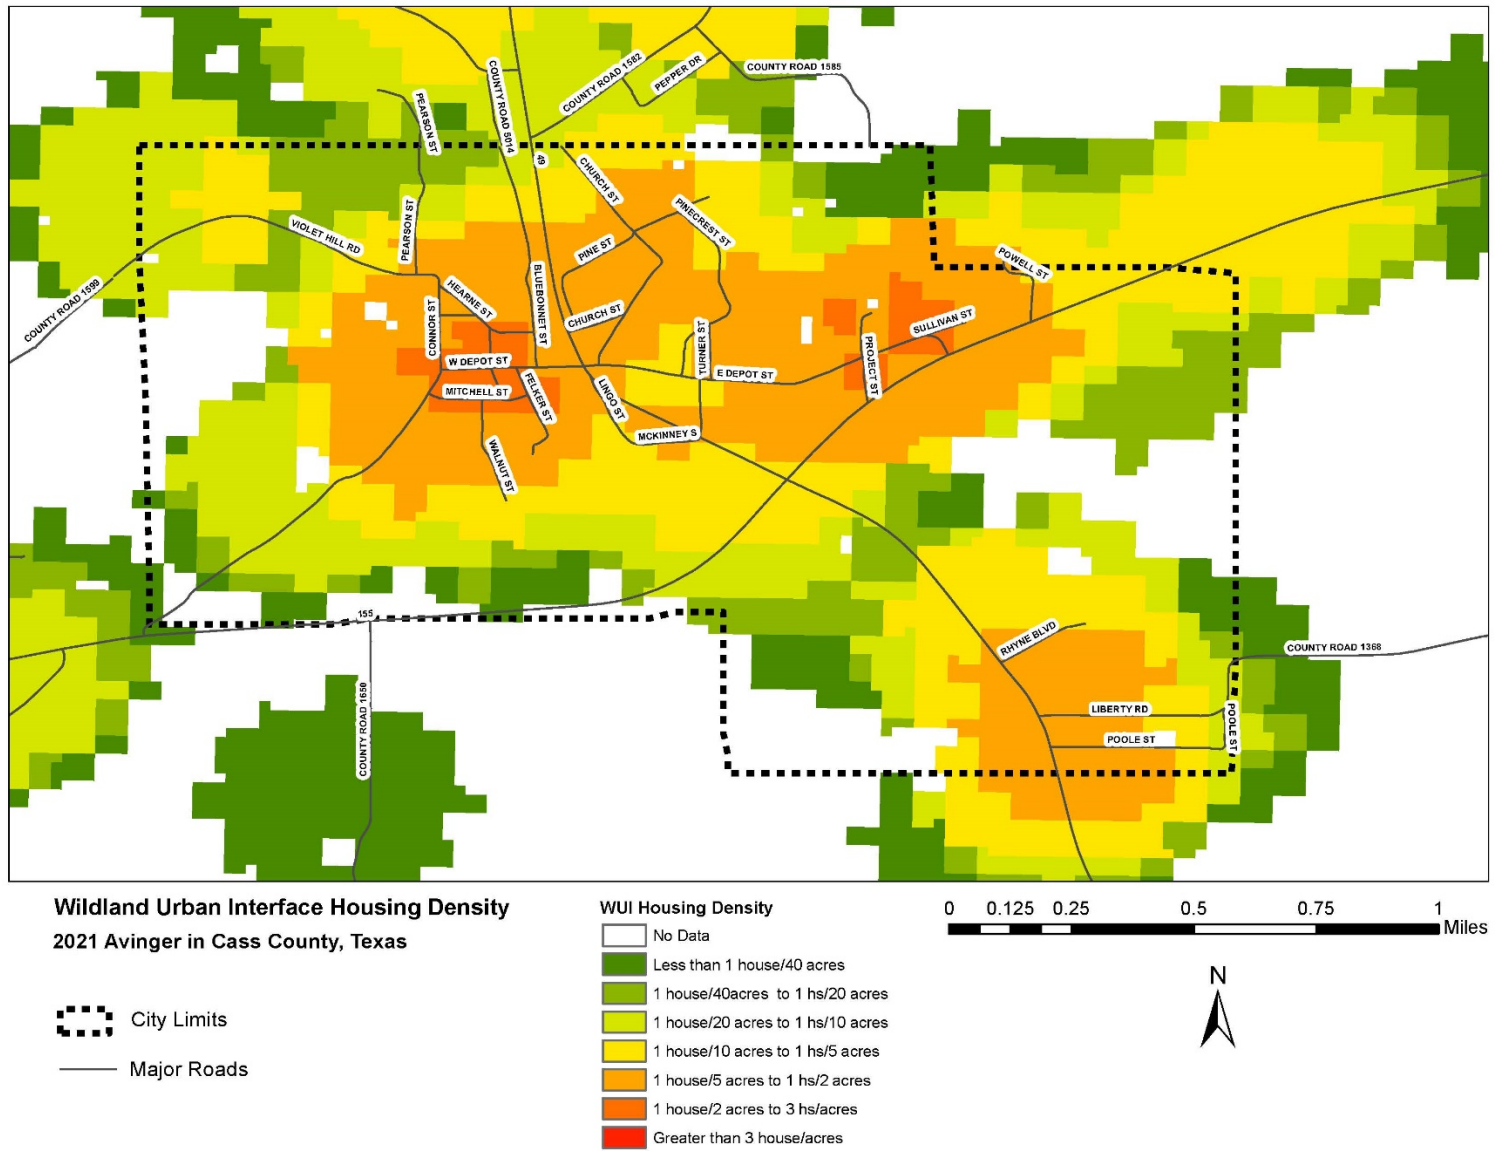 COUNTY ROAD 5014
COUNTY ROAD 1582
PEPPER DR
COUNTY ROAD 1585
PEARSON ST
49
CHURCH ST
PINECREST ST
PEARSON ST
VIOLET HILL RD
PINE ST
POWELL ST
COUNTY ROAD 1599
HEARNE ST
BLUEBONNET ST
CONNOR ST
CHURCH ST
TURNER ST
SULLIVAN ST
PROJECT ST
W DEPOT ST
E DEPOT ST
MITCHELL ST
FELKER ST
LINGO ST
MCKINNEY S
WALNUT ST
155
RHYNE BLVD
COUNTY ROAD 1368
COUNTY ROAD 1650
LIBERTY RD
POOLE ST
POOLE ST
Wildland Urban Interface Housing Density
2021 Avinger in Cass County, Texas
City Limits
Major Roads
WUI Housing Density
No Data
Less than 1 house/40 acres
1 house/40acres to 1 hs/20 acres
1 house/20 acres to 1 hs/10 acres
1 house/10 acres to 1 hs/5 acres
1 house/5 acres to 1 hs/2 acres
1 house/2 acres to 3 hs/acres
Greater than 3 house/acres
0 0.125 0.25 0.5 0.75 1
Miles
N